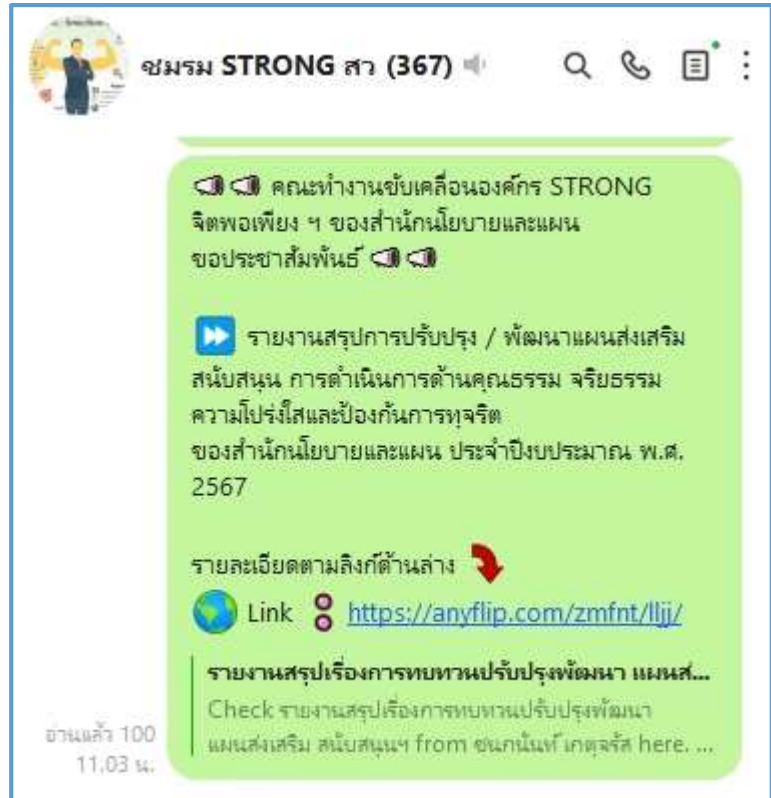 ชมรม STRONG สว (367)
คณะทำงานขับเคลื่อนองค์กร STRONG
จิตพอเพียง ฯ ของสำนักนโยบายและแผน
ขอประชาสัมพันธ์
รายงานสรุปการปรับปรุง / พัฒนาแผนส่งเสริม
สนับสนุน การดำเนินการด้านคุณธรรม จริยธรรม
ความโปร่งใสและป้องกันการทุจริต
ของสำนักนโยบายและแผน ประจำปีงบประมาณ พ.ศ.
2567
รายละเอียดตามลิงก์ด้านล่าง
Link https://anyflip.com/zmfnt/lljj/
รายงานสรุปเรื่องการทบทวนปรับปรุงพัฒนา แผนส่...
Check รายงานสรุปเรื่องการทบทวนปรับปรุงพัฒนา
แผนส่งเสริม สนับสนุนฯ from ชนกนันท์ เกตุจรัส here. ...
อ่านแล้ว 100
11.03 น.